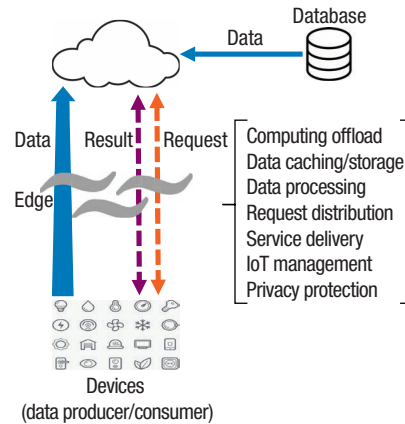 Database
Data
Data
Result
Request
Edge
Computing offload
Data caching/storage
Data processing
Request distribution
Service delivery
IoT management
Privacy protection
Devices
(data producer/consumer)